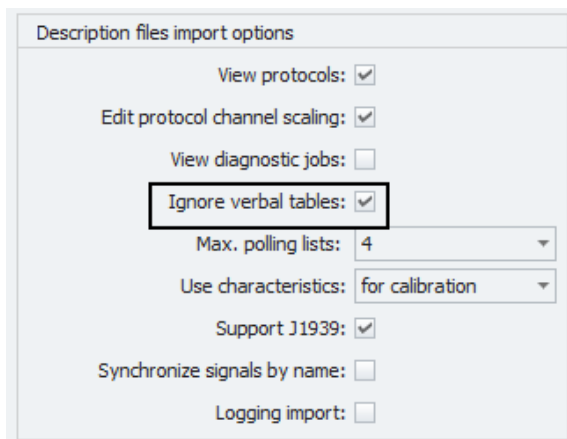 Description files import options
View protocols:
Edit protocol channel scaling:
View diagnostic jobs:
Ignore verbal tables:
Max. polling lists: 4
Use characteristics: for calibration
Support J1939:
Synchronize signals by name:
Logging import: